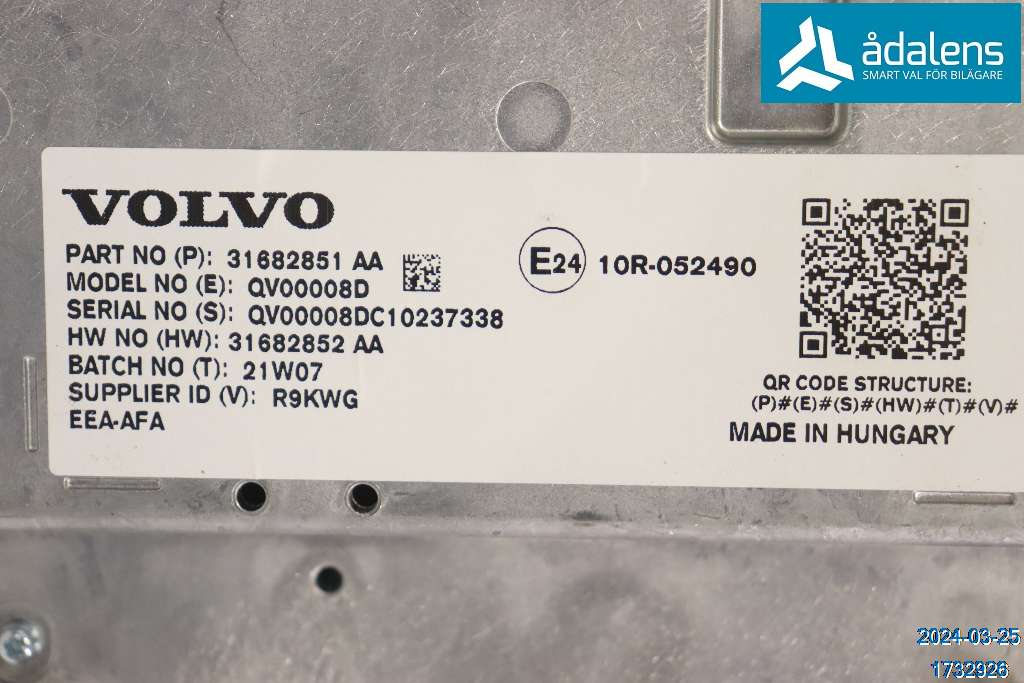 ådalens
SMART VAL FÖR BILÄGARE
VOLVO
PART NO (P): 31682851 AA
MODEL NO (E): QV00008D
SERIAL NO (S): QV00008DC10237338
HW NO (HW): 31682852 AA
BATCH NO (T): 21W07
SUPPLIER ID (V): R9KWG
EEA-AFA
E24 10R-052490
QR CODE STRUCTURE:
(P)#(E)#(S)#(HW)#(T)#(V)#
MADE IN HUNGARY
2024-03-25
1732926